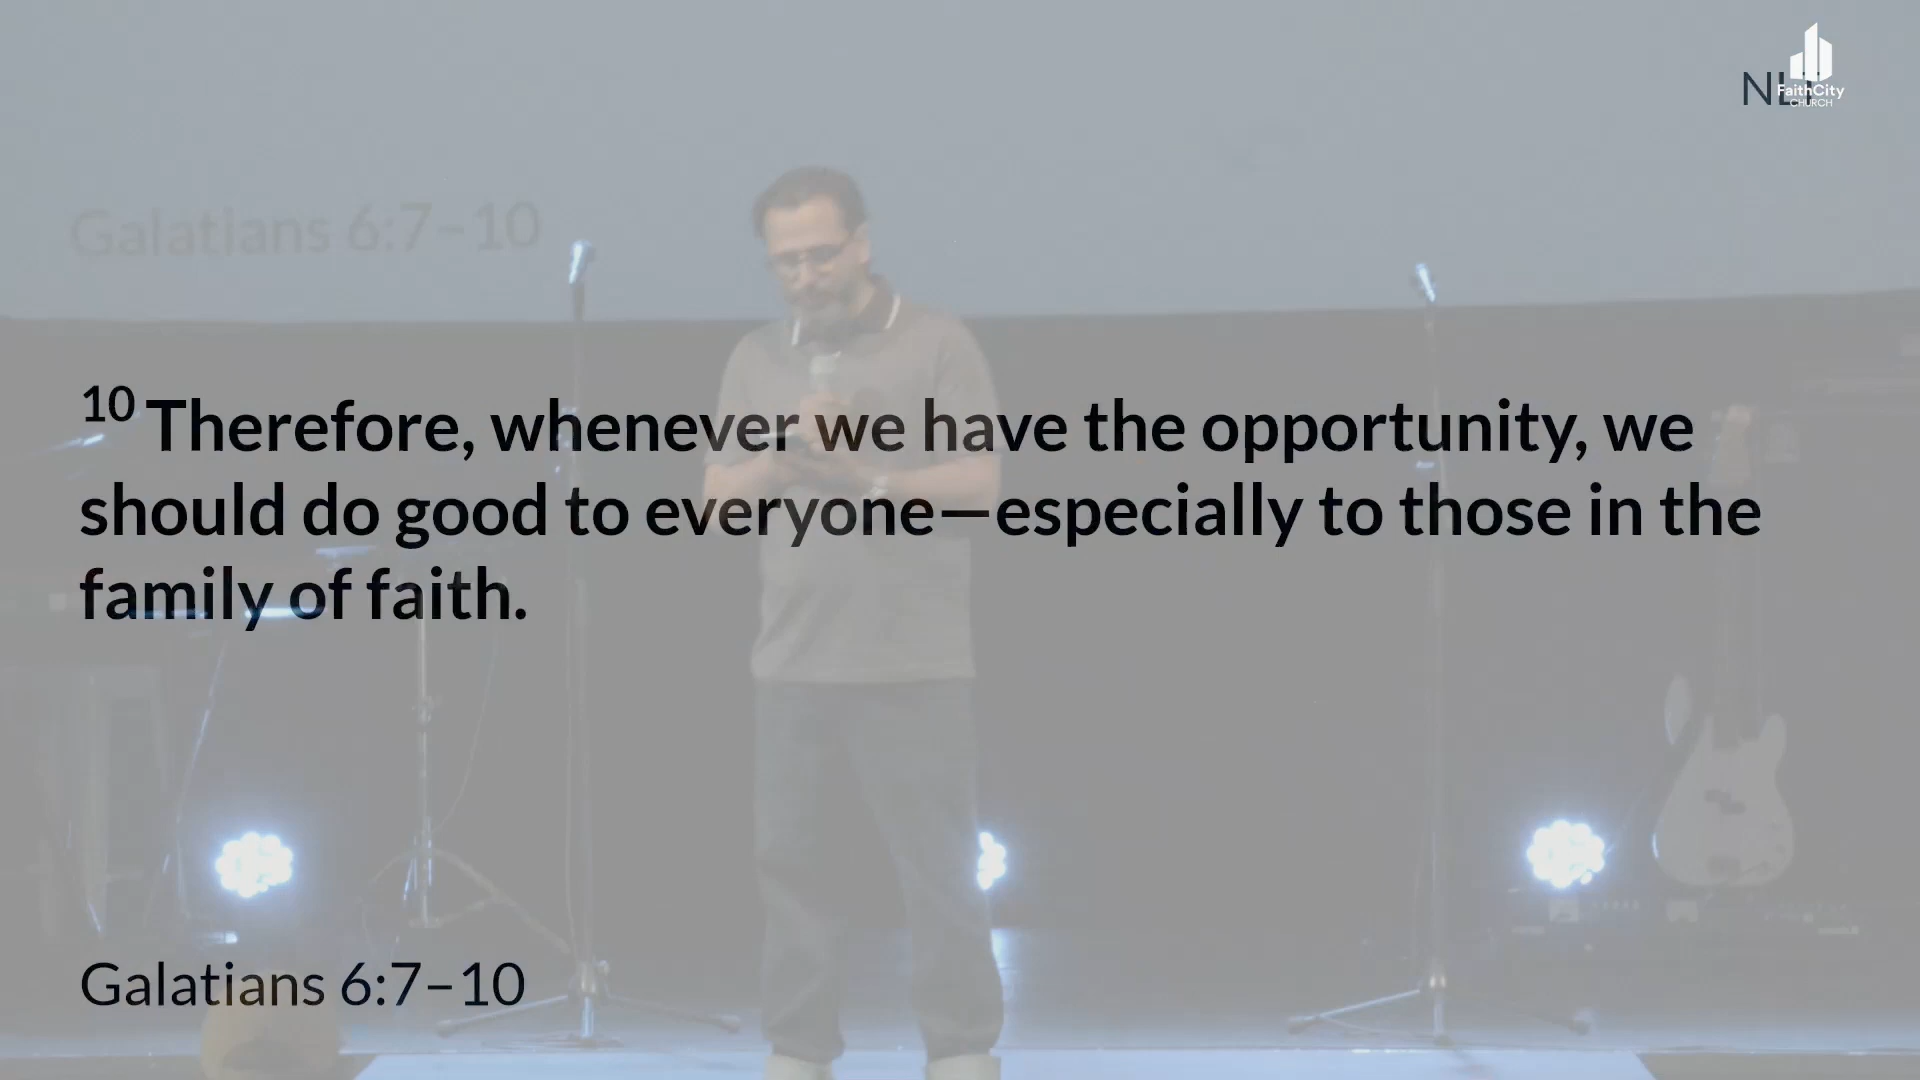 NLT
FaithCity
CHURCH
Galatians 6:7–10
10 Therefore, whenever we have the opportunity, we
should do good to everyone—especially to those in the
family of faith.
Galatians 6:7–10